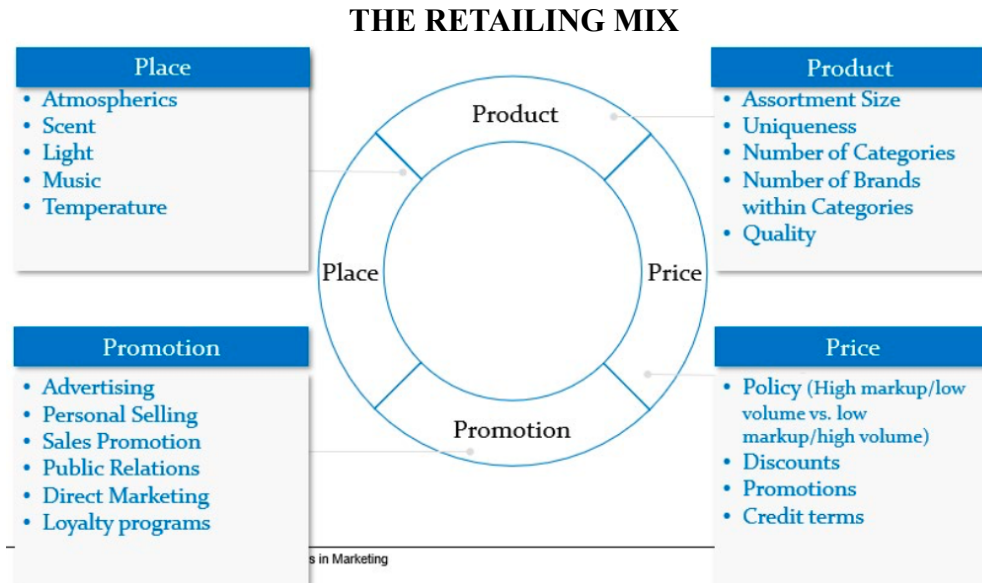 THE RETAILING MIX
Place
• Atmospherics
• Scent
• Light
• Music
• Temperature
Product
• Assortment Size
• Uniqueness
• Number of Categories
• Number of Brands
within Categories
• Quality
Product
Place
Price
Promotion
Promotion
• Advertising
• Personal Selling
• Sales Promotion
• Public Relations
• Direct Marketing
• Loyalty programs
Price
• Policy (High markup/low
volume vs. low
markup/high volume)
• Discounts
• Promotions
• Credit terms
s in Marketing